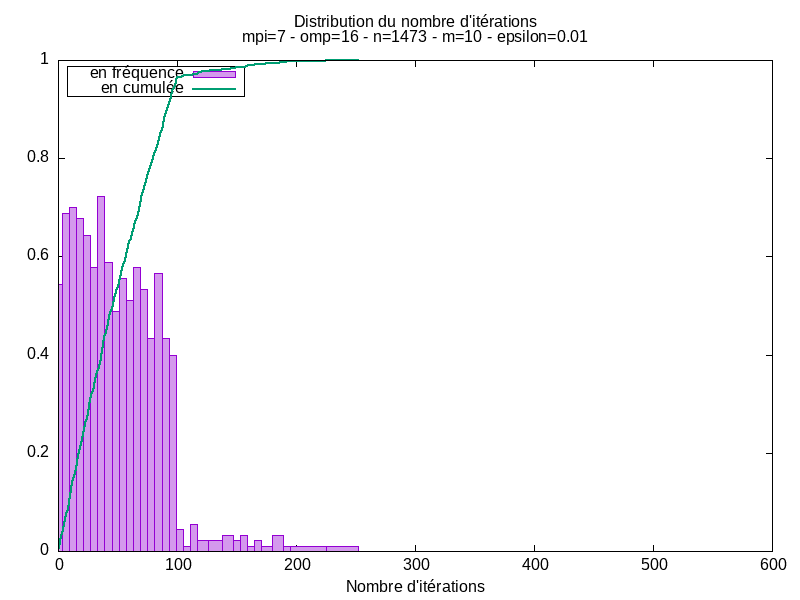 Distribution du nombre d'itérations
mpi=7 - omp=16 - n=1473 - m=10 - epsilon=0.01
en fréquence
en cumulée
1
0.8
0.6
0.4
0.2
0
0 100 200 300 400 500 600
Nombre d'itérations